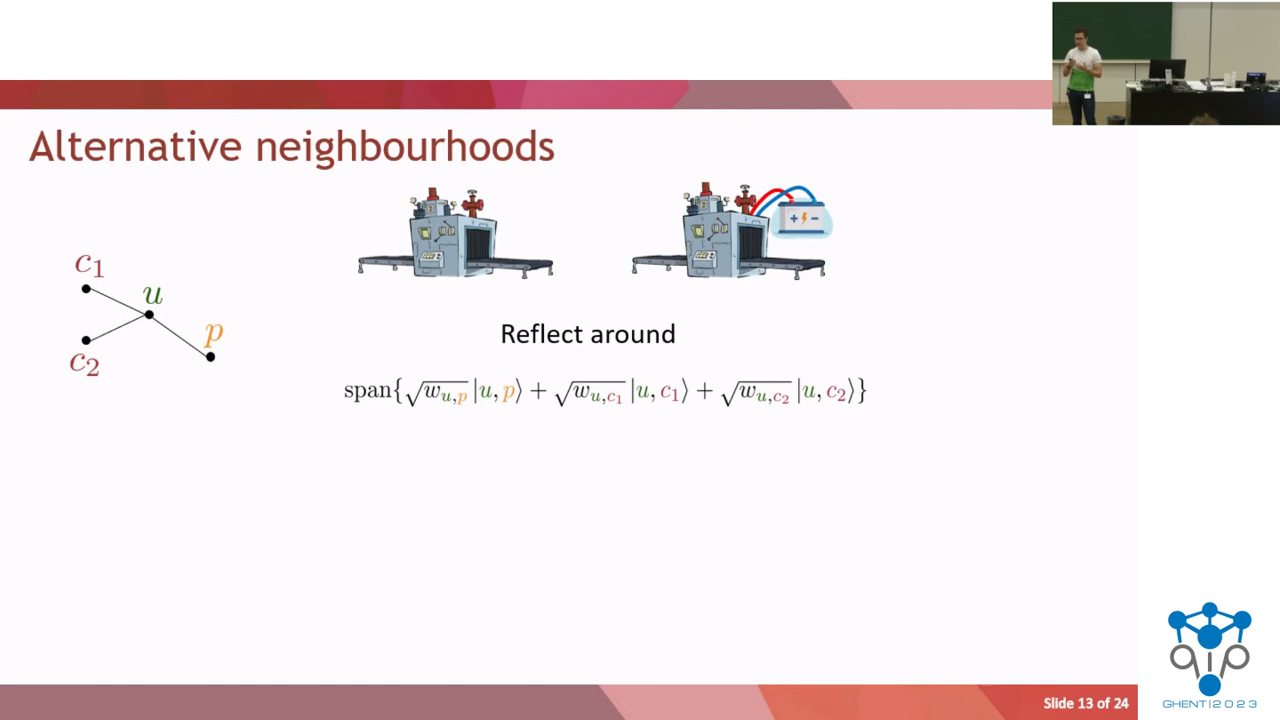 Alternative neighbourhoods
c₁
u
p
c₂
Reflect around
span{√w_{u,p} |u, p⟩ + √w_{u,c₁} |u, c₁⟩ + √w_{u,c₂} |u, c₂⟩}
Slide 13 of 24
qip
GHENT|2023